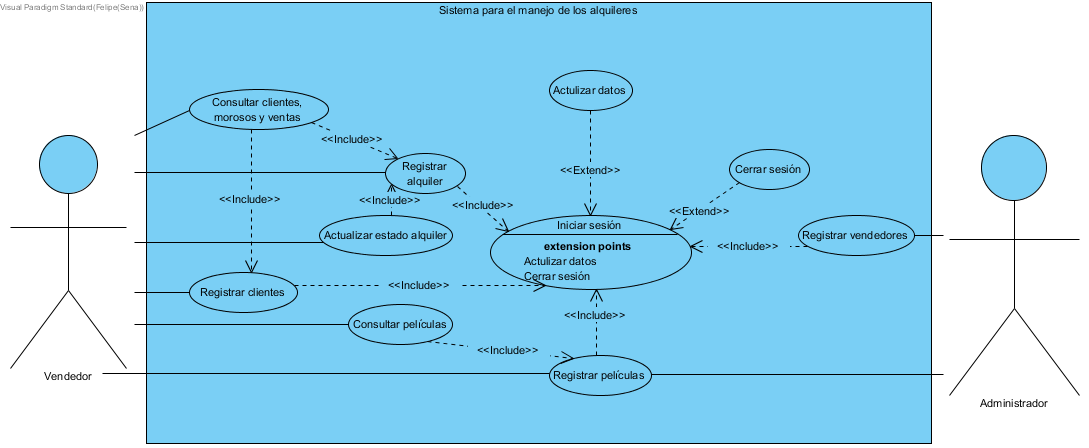 Visual Paradigm Standard(Felipe(Sena))
Sistema para el manejo de los alquileres
Actulizar datos
Consultar clientes,
morosos y ventas
<<Include>>
Registrar
alquiler
<<Extend>>
Cerrar sesión
<<Include>>
<<Include>>
<<Include>>
<<Extend>>
Iniciar sesión
Actualizar estado alquiler
Registrar vendedores
extension points
<<Include>>
Actulizar datos
Cerrar sesión
Registrar clientes
<<Include>>
<<Include>>
Consultar películas
<<Include>>
Vendedor
Registrar películas
Administrador